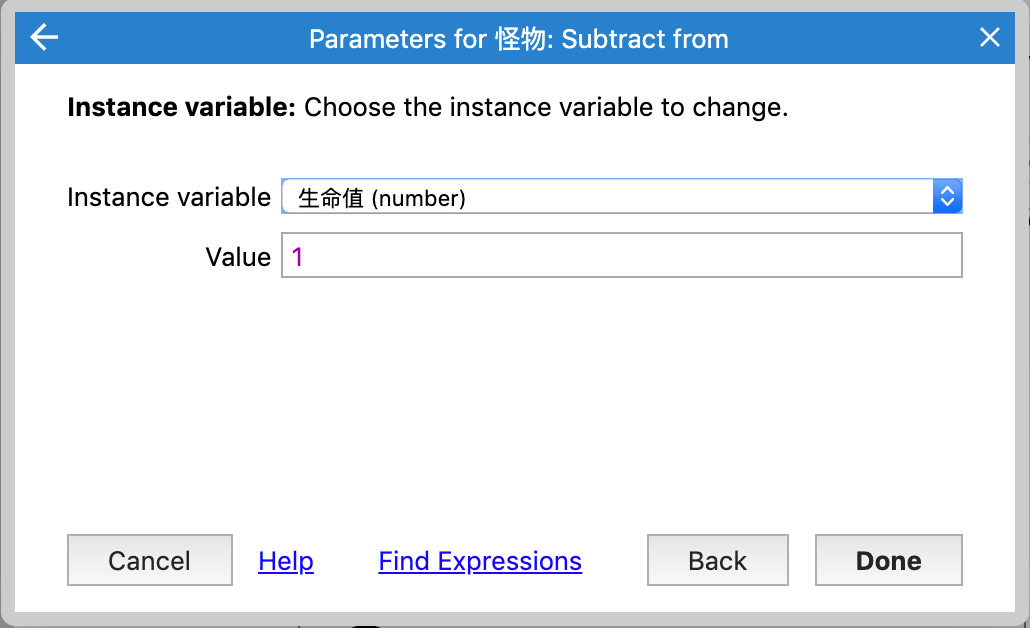 Parameters for 怪物: Subtract from
Instance variable: Choose the instance variable to change.
Instance variable 生命值 (number)
Value 1
Cancel Help Find Expressions Back Done